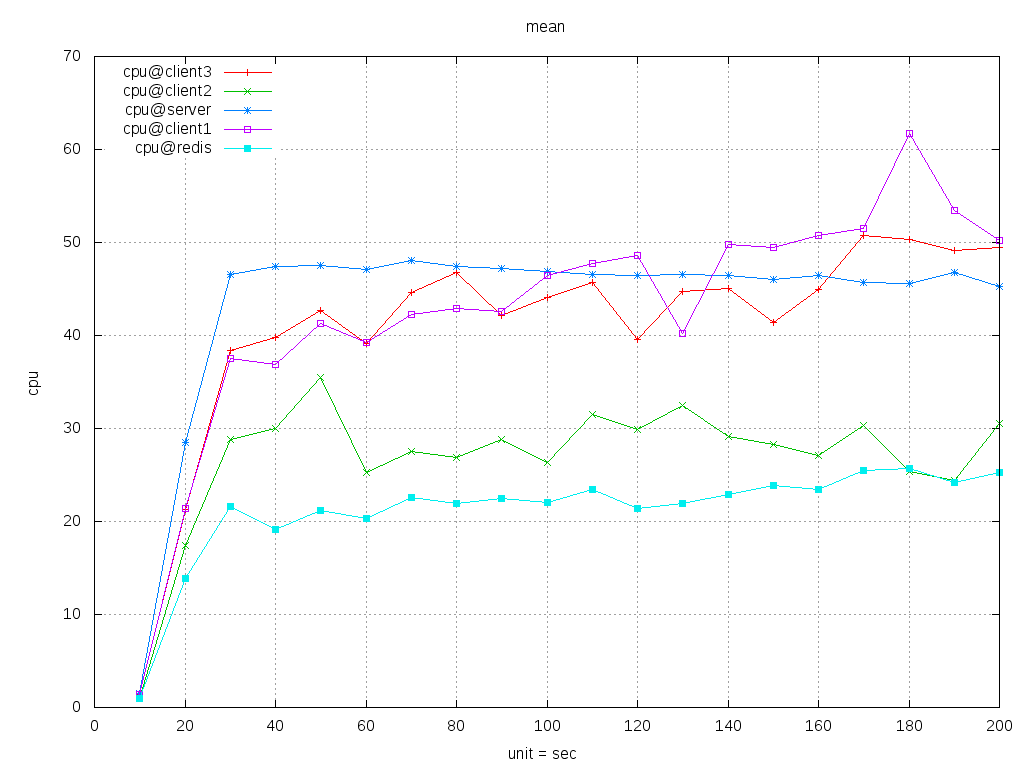 mean
70
60
50
40
30
20
10
0
cpu@client3
cpu@client2
cpu@server
cpu@client1
cpu@redis
cpu
0 20 40 60 80 100 120 140 160 180 200
unit = sec